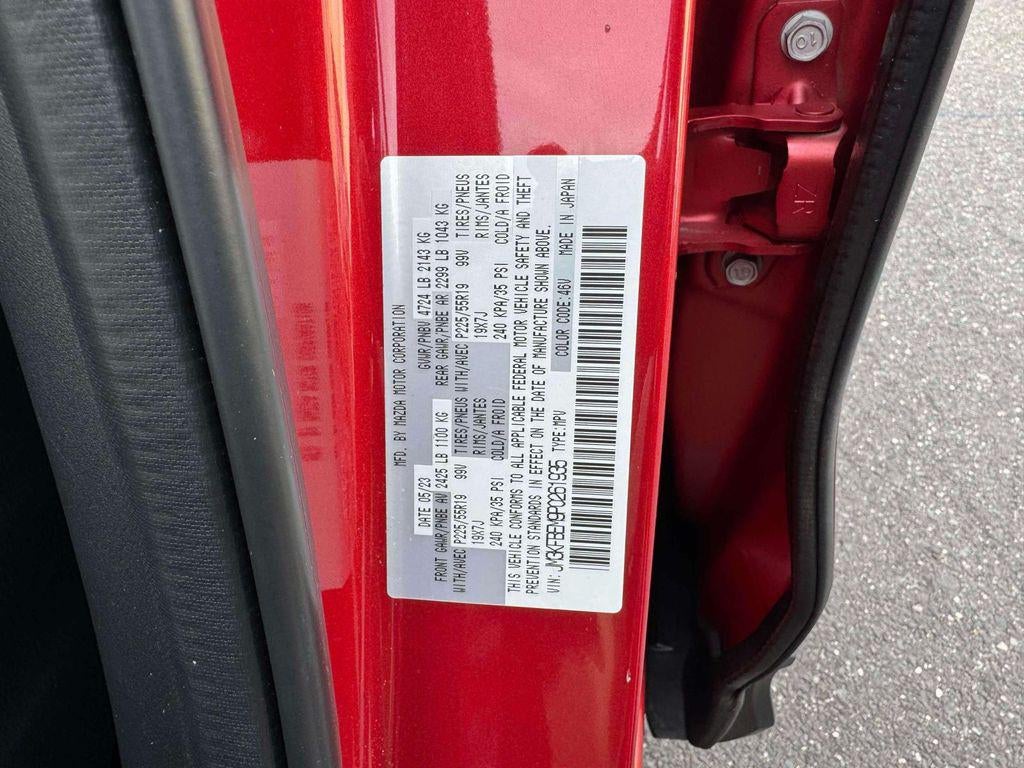 MFD. BY MAZDA MOTOR CORPORATION
DATE 05/23 GVWR/PNBV 4724 LB 2143 KG
FRONT GAWR/PNBE AV 2425 LB 1100 KG REAR GAWR/PNBE AR 2299 LB 1043 KG
WITH/AVEC P225/55R19 99V TIRES/PNEUS WITH/AVEC P225/55R19 99V TIRES/PNEUS
19X7J RIMS/JANTES 19X7J RIMS/JANTES
240 KPA/35 PSI COLD/A FROID 240 KPA/35 PSI COLD/A FROID
THIS VEHICLE CONFORMS TO ALL APPLICABLE FEDERAL MOTOR VEHICLE SAFETY AND THEFT
PREVENTION STANDARDS IN EFFECT ON THE DATE OF MANUFACTURE SHOWN ABOVE.
VIN: JM3KFBEM9P0261935 TYPE: MPV COLOR CODE:46V MADE IN JAPAN
10